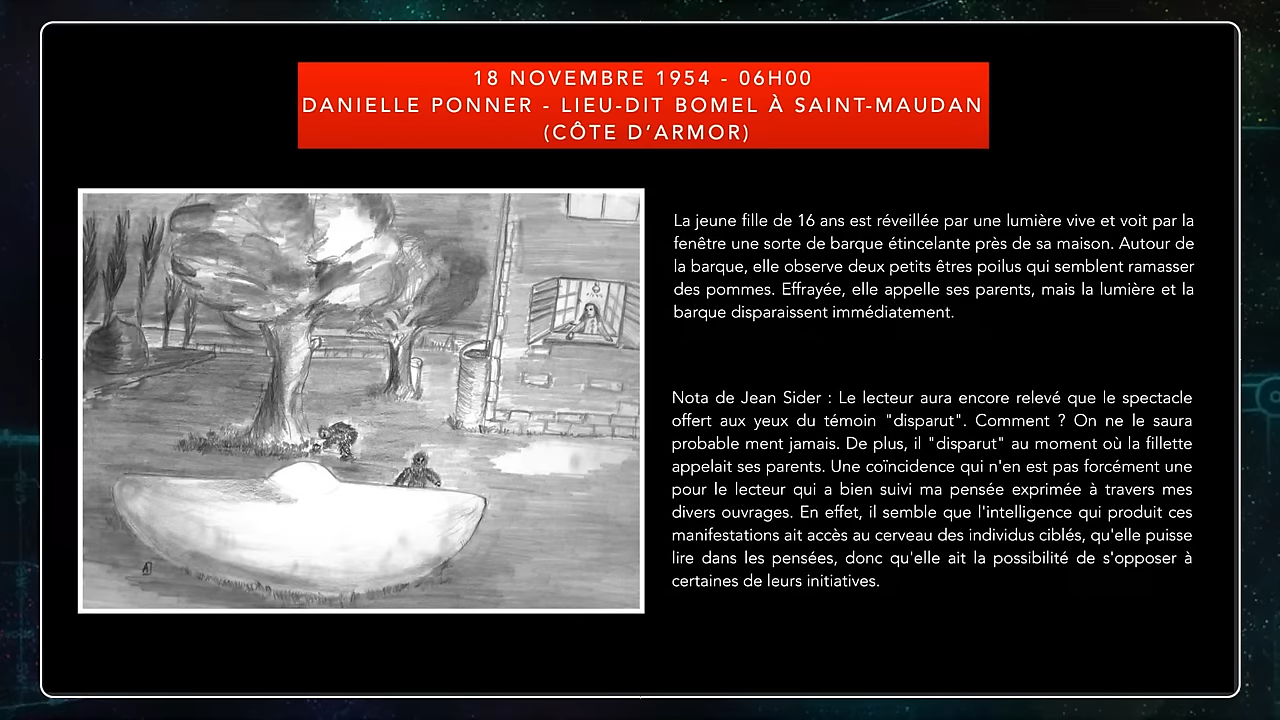 18 NOVEMBRE 1954 - 06H00
DANIELLE PONNER - LIEU-DIT BOMEL À SAINT-MAUDAN
(CÔTE D'ARMOR)
La jeune fille de 16 ans est réveillée par une lumière vive et voit par la
fenêtre une sorte de barque étincelante près de sa maison. Autour de
la barque, elle observe deux petits êtres poilus qui semblent ramasser
des pommes. Effrayée, elle appelle ses parents, mais la lumière et la
barque disparaissent immédiatement.
Nota de Jean Sider : Le lecteur aura encore relevé que le spectacle
offert aux yeux du témoin "disparut". Comment ? On ne le saura
probable ment jamais. De plus, il "disparut" au moment où la fillette
appelait ses parents. Une coïncidence qui n'en est pas forcément une
pour le lecteur qui a bien suivi ma pensée exprimée à travers mes
divers ouvrages. En effet, il semble que l'intelligence qui produit ces
manifestations ait accès au cerveau des individus ciblés, qu'elle puisse
lire dans les pensées, donc qu'elle ait la possibilité de s'opposer à
certaines de leurs initiatives.